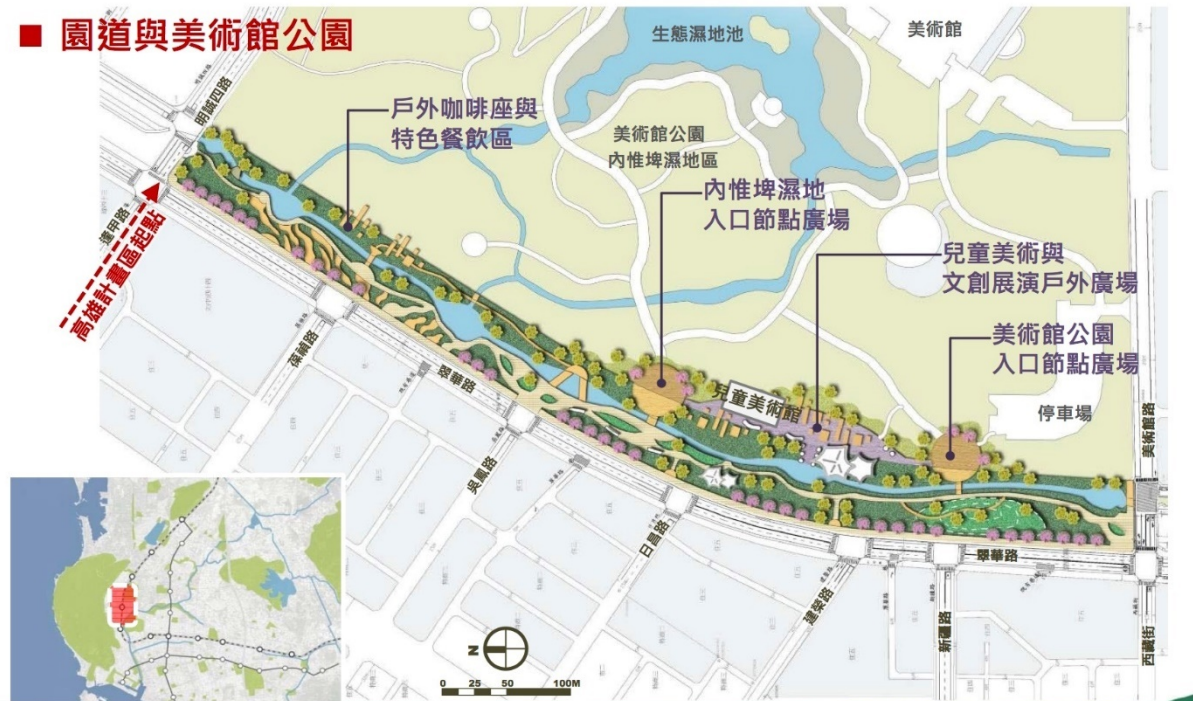 ■ 園道與美術館公園
生態濕地池
美術館
明誠四路
戶外咖啡座與
特色餐飲區
美術館公園
內惟埤濕地區
內惟埤濕地
入口節點廣場
兒童美術與
文創展演戶外廣場
美術館公園
入口節點廣場
逢甲路
高雄計畫區起點
葆禎路
翠華路
兒童美術館
停車場
美術館路
吳鳳路
日昌路
建榮路
翠華路
新疆路
西藏街
N
0 25 50 100M